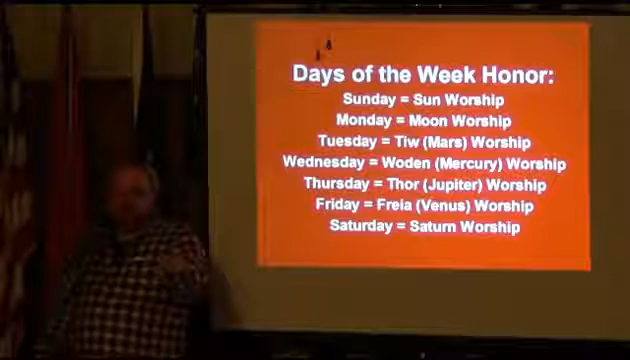 Days of the Week Honor:
Sunday = Sun Worship
Monday = Moon Worship
Tuesday = Tiw (Mars) Worship
Wednesday = Woden (Mercury) Worship
Thursday = Thor (Jupiter) Worship
Friday = Freia (Venus) Worship
Saturday = Saturn Worship